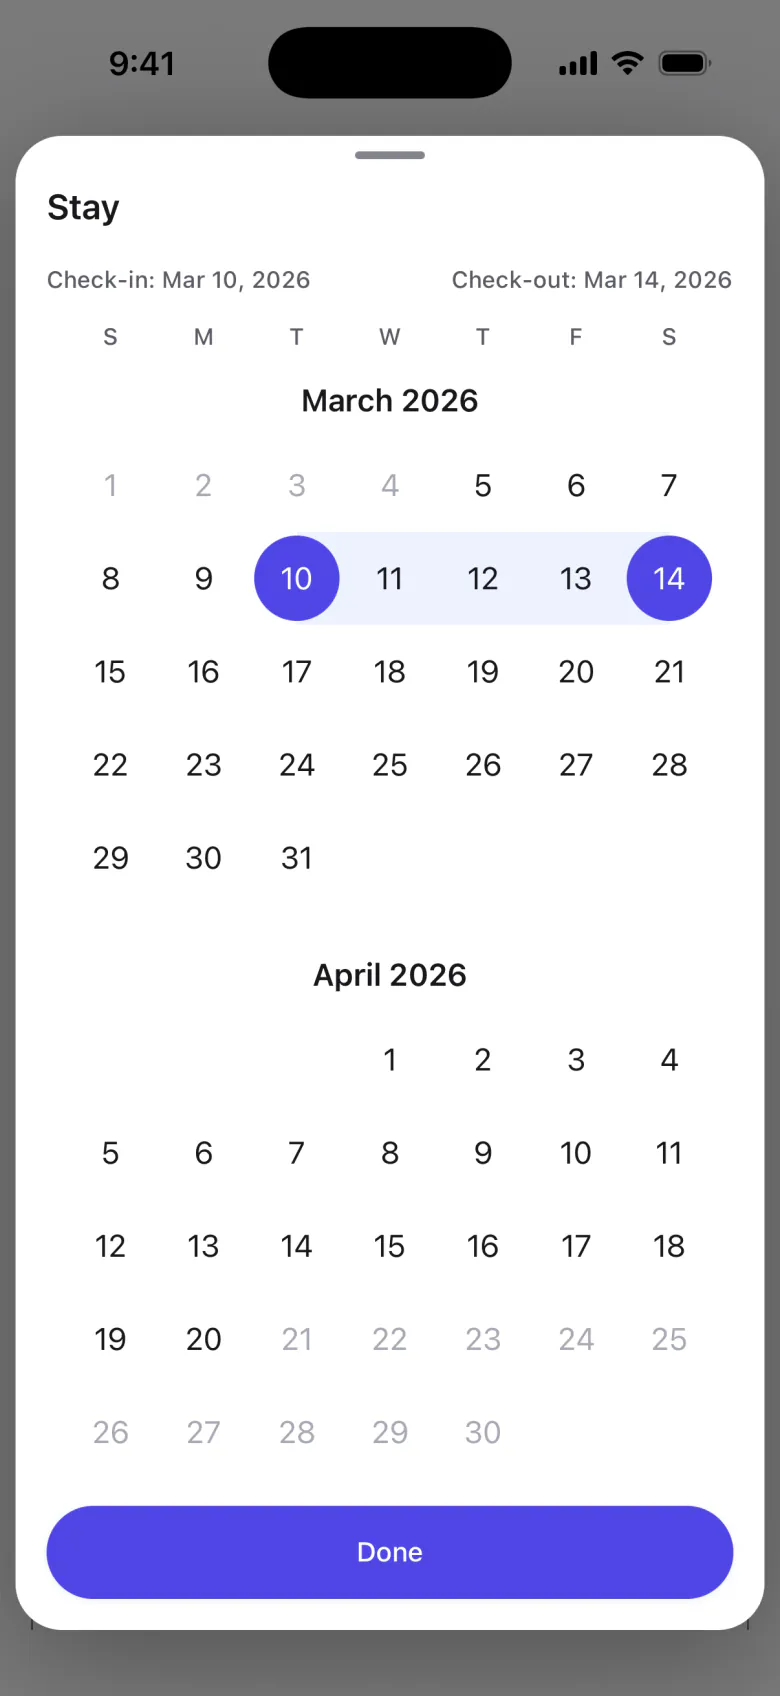 9:41
Stay
Check-in: Mar 10, 2026 Check-out: Mar 14, 2026
S M T W T F S
March 2026
1 2 3 4 5 6 7
8 9 10 11 12 13 14
15 16 17 18 19 20 21
22 23 24 25 26 27 28
29 30 31
April 2026
1 2 3 4
5 6 7 8 9 10 11
12 13 14 15 16 17 18
19 20 21 22 23 24 25
26 27 28 29 30
Done